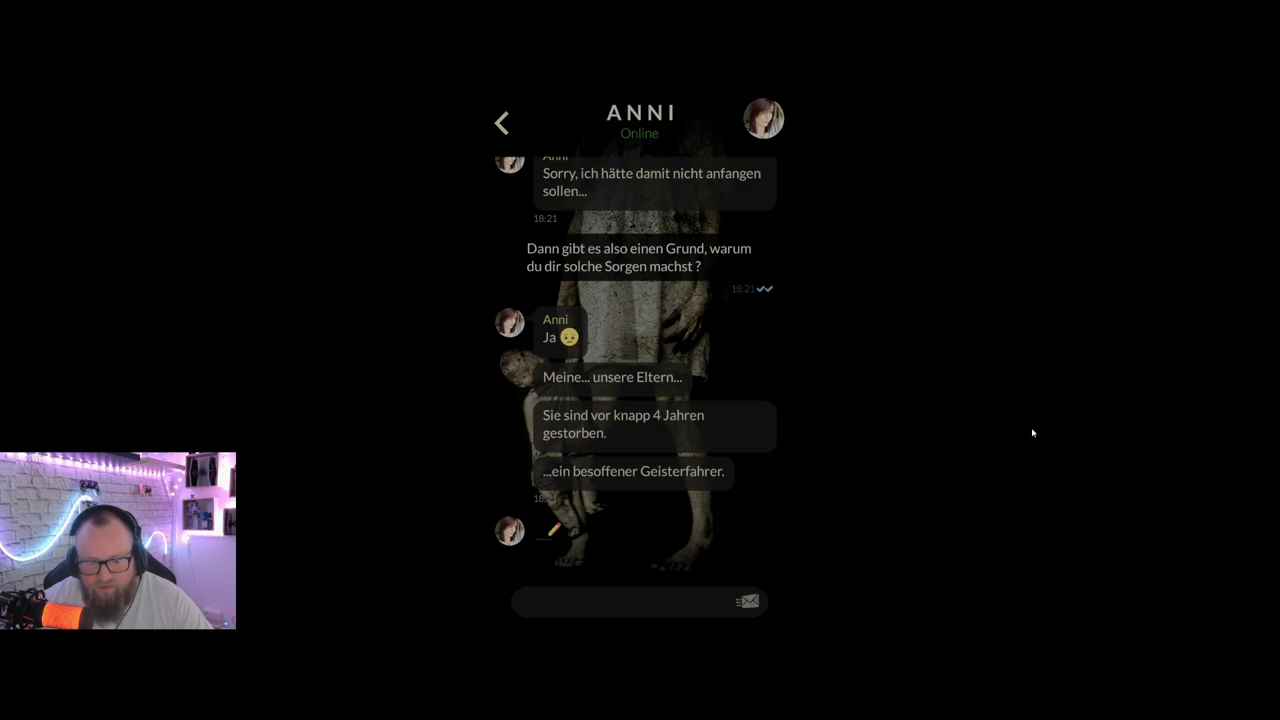 ANNI
Online
Anni
Sorry, ich hätte damit nicht anfangen
sollen...
18:21
Dann gibt es also einen Grund, warum
du dir solche Sorgen machst ?
18:21
Anni
Ja
Meine... unsere Eltern...
Sie sind vor knapp 4 Jahren
gestorben.
...ein besoffener Geisterfahrer.